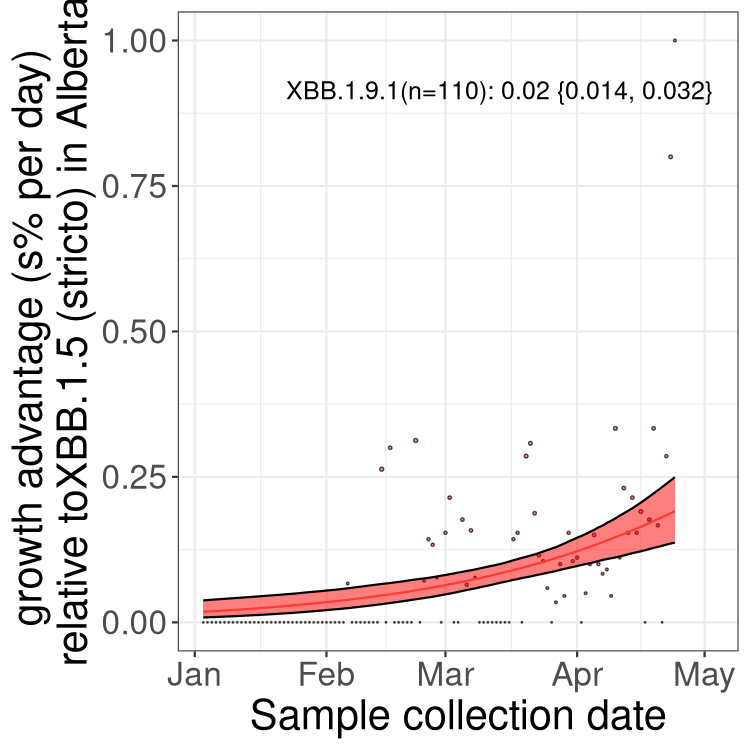 growth advantage (s% per day)
relative toXBB.1.5 (stricto) in Alberta
1.00
0.75
0.50
0.25
0.00
XBB.1.9.1(n=110): 0.02 {0.014, 0.032}
Jan Feb Mar Apr May
Sample collection date